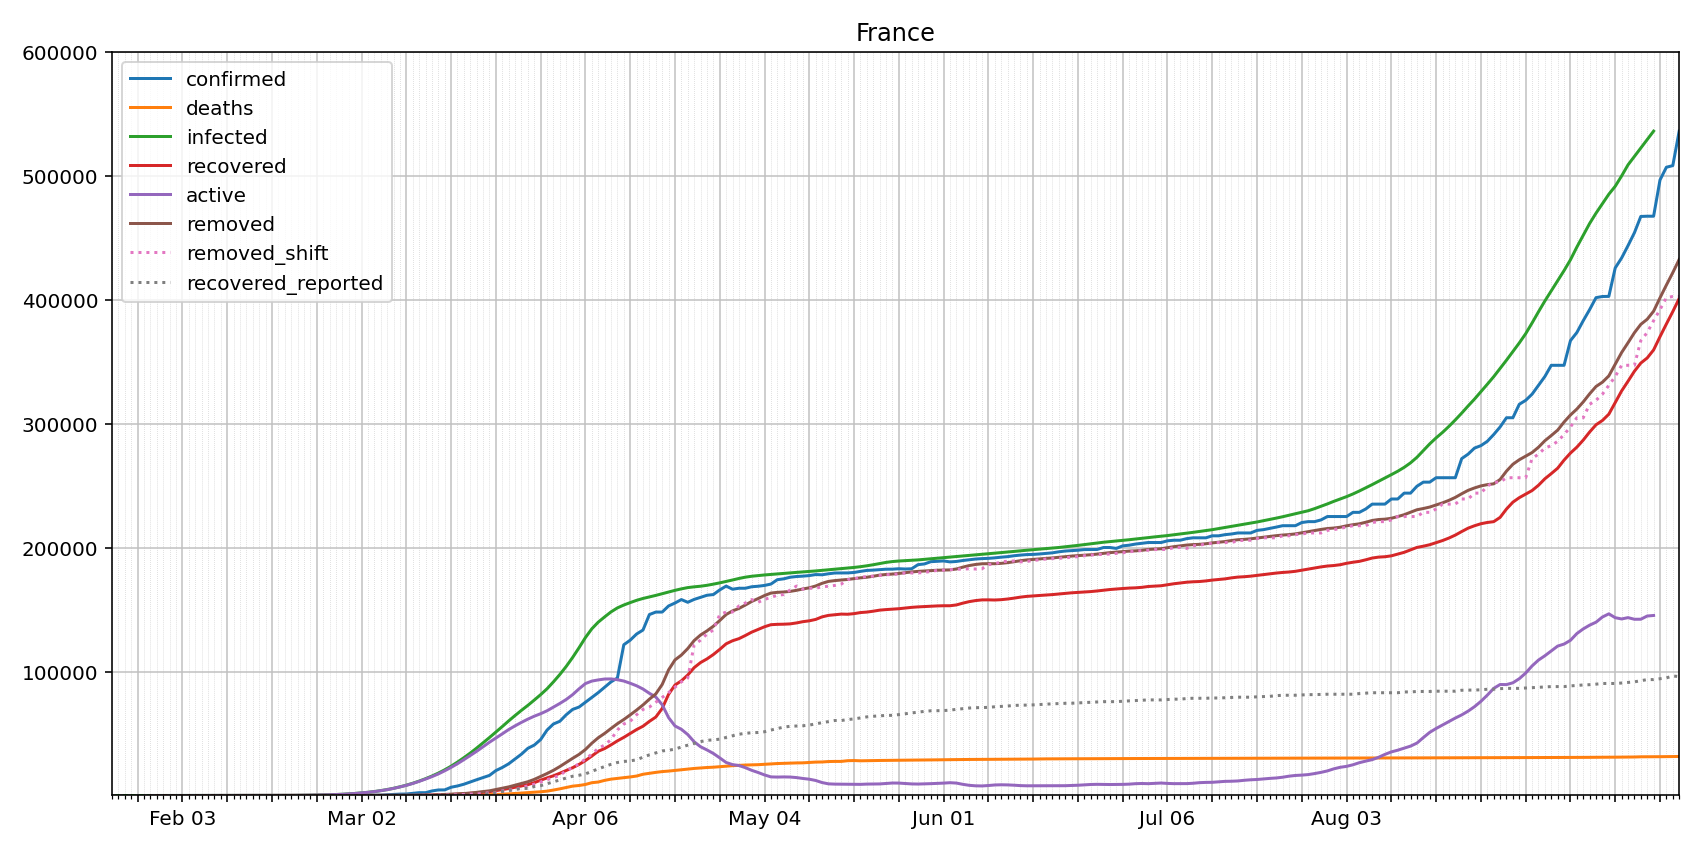 France
600000
500000
400000
300000
200000
100000
confirmed
deaths
infected
recovered
active
removed
removed_shift
recovered_reported
Feb 03
Mar 02
Apr 06
May 04
Jun 01
Jul 06
Aug 03